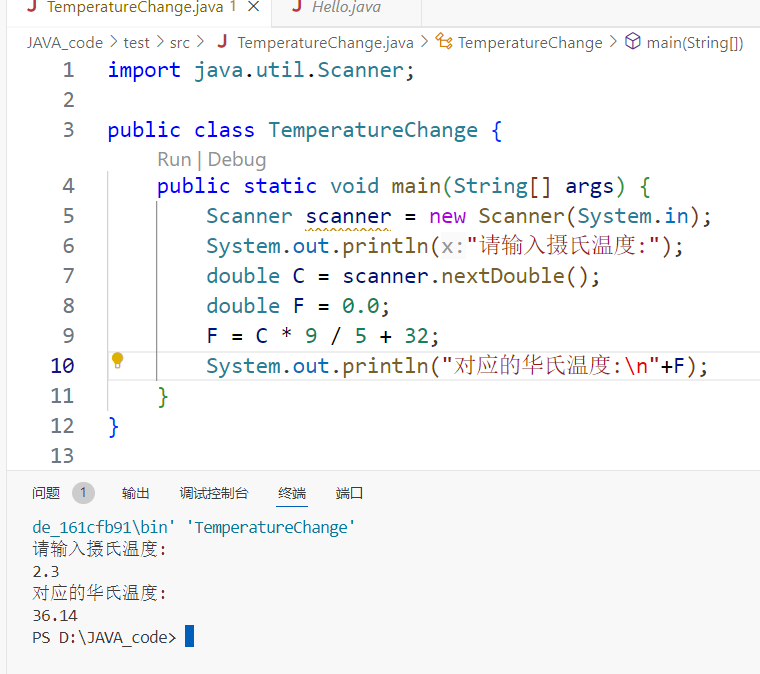 TemperatureChange.java 1 × Hello.java
JAVA_code > test > src > J TemperatureChange.java > TemperatureChange > main(String[])
1 import java.util.Scanner;
2
3 public class TemperatureChange {
Run | Debug
4 public static void main(String[] args) {
5 Scanner scanner = new Scanner(System.in);
6 System.out.println(x:"请输入摄氏温度:");
7 double C = scanner.nextDouble();
8 double F = 0.0;
9 F = C * 9 / 5 + 32;
10 System.out.println("对应的华氏温度:\n"+F);
11 }
12 }
13
问题 1 输出 调试控制台 终端 端口
de_161cfb91\bin' 'TemperatureChange'
请输入摄氏温度:
2.3
对应的华氏温度:
36.14
PS D:\JAVA_code>